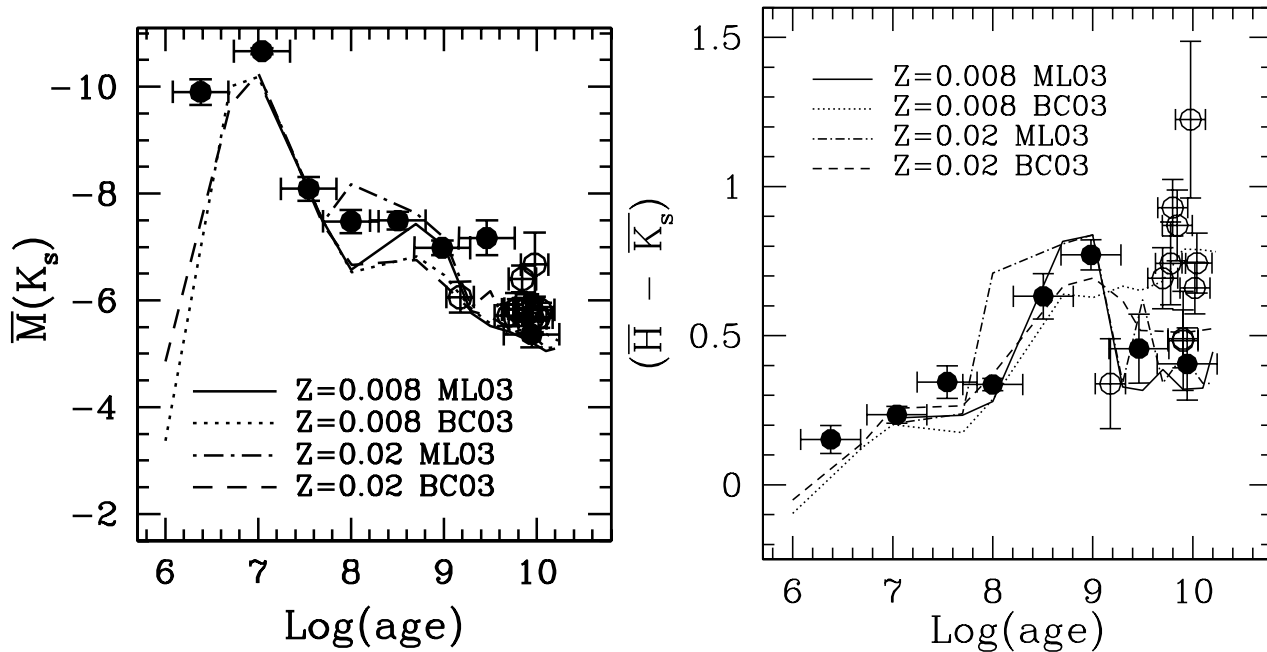 -10
-8
-6
-4
-2
M̅(Kₛ)
Z=0.008 ML03
Z=0.008 BC03
Z=0.02 ML03
Z=0.02 BC03
6 7 8 9 10
Log(age)
1.5
1
0.5
0
(H̅ − K̅ₛ)
Z=0.008 ML03
Z=0.008 BC03
Z=0.02 ML03
Z=0.02 BC03
6 7 8 9 10
Log(age)